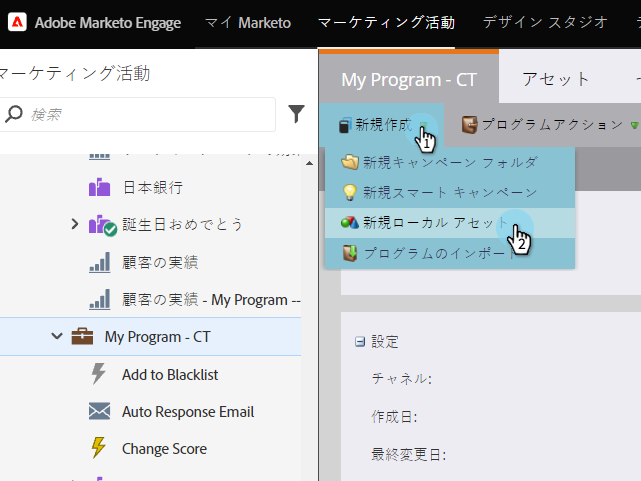 Adobe Marketo Engage
マイ Marketo
マーケティング活動
デザイン スタジオ
マーケティング活動
検索
日本銀行
誕生日おめでとう
顧客の実績
顧客の実績 - My Program --
My Program - CT
Add to Blacklist
Auto Response Email
Change Score
My Program - CT
アセット
新規作成
1
プログラムアクション
新規キャンペーン フォルダ
新規スマート キャンペーン
新規ローカル アセット
2
プログラムのインポート
設定
チャネル:
作成日:
最終変更日: